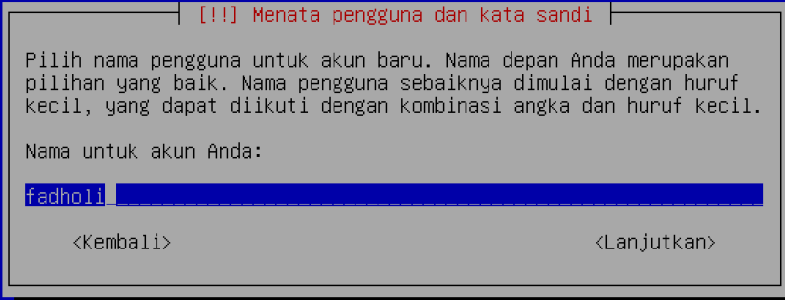 [!!] Menata pengguna dan kata sandi
Pilih nama pengguna untuk akun baru. Nama depan Anda merupakan
pilihan yang baik. Nama pengguna sebaiknya dimulai dengan huruf
kecil, yang dapat diikuti dengan kombinasi angka dan huruf kecil.
Nama untuk akun Anda:
fadholi
<Kembali> <Lanjutkan>